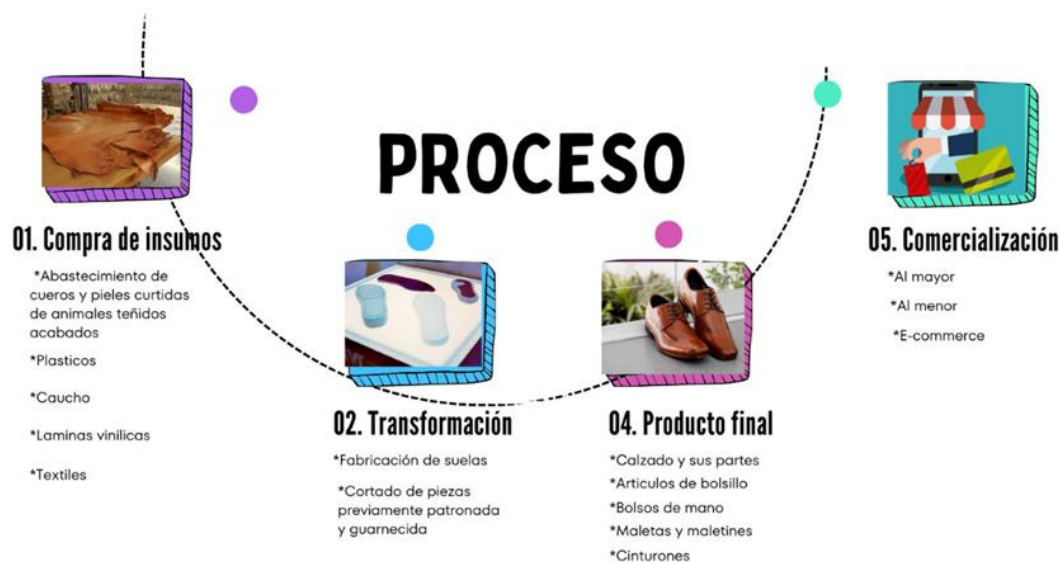 PROCESO
01. Compra de insumos
*Abastecimiento de
cueros y pieles curtidas
de animales teñidos
acabados
*Plasticos
*Caucho
*Laminas vinilicas
*Textiles
02. Transformación
*Fabricación de suelas
*Cortado de piezas
previamente patronada
y guarnecida
04. Producto final
*Calzado y sus partes
*Articulos de bolsillo
*Bolsos de mano
*Maletas y maletines
*Cinturones
05. Comercialización
*Al mayor
*Al menor
*E-commerce